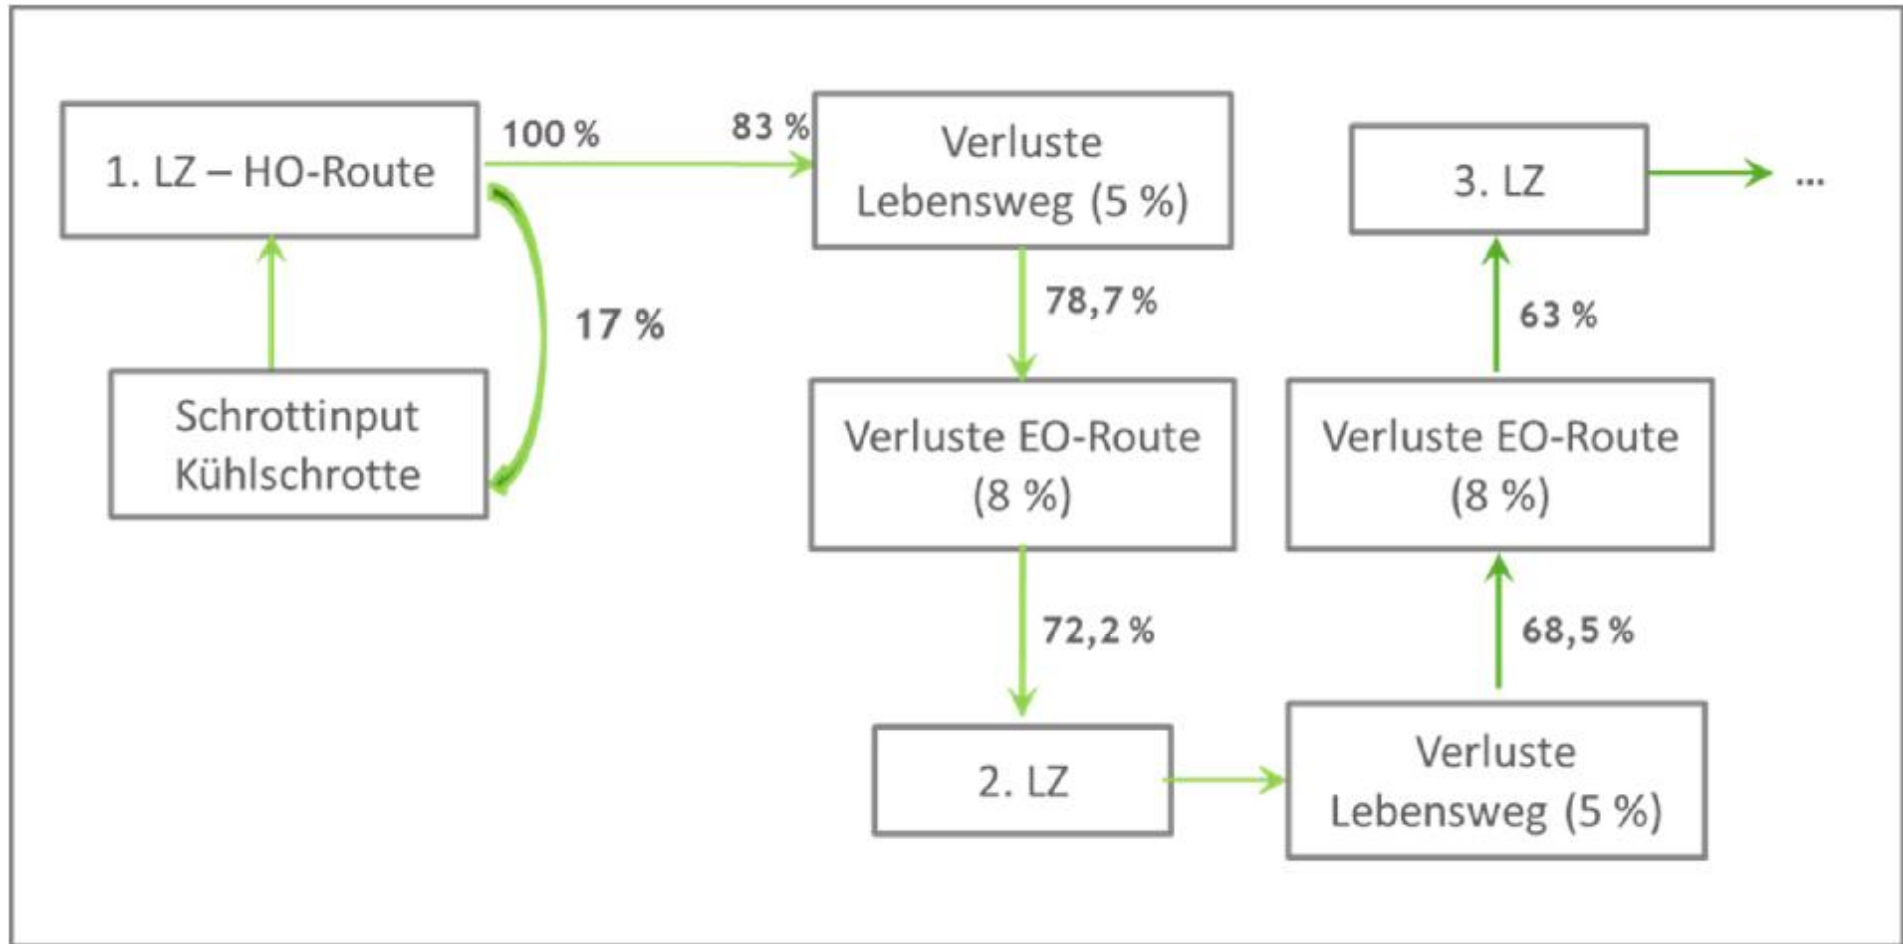 1. LZ – HO-Route
100 %
83 %
Verluste
Lebensweg (5 %)
17 %
Schrottinput
Kühlschrotte
78,7 %
Verluste EO-Route
(8 %)
72,2 %
2. LZ
Verluste
Lebensweg (5 %)
68,5 %
Verluste EO-Route
(8 %)
63 %
3. LZ
...